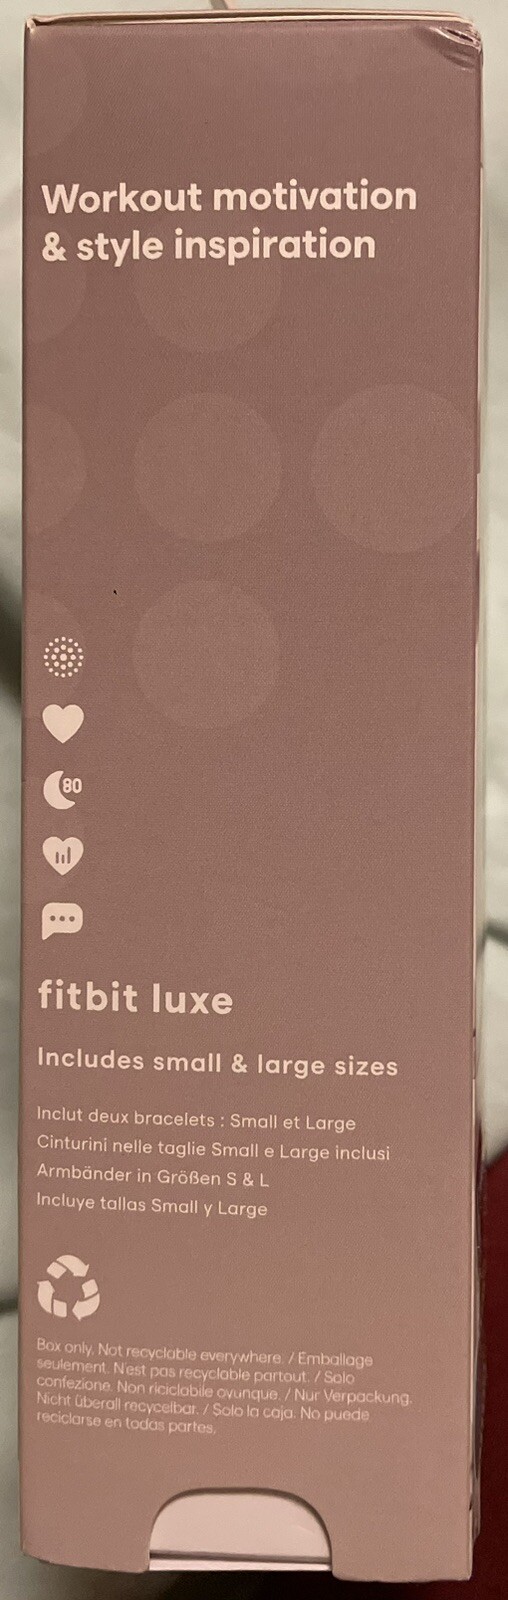 Workout motivation
& style inspiration
80
fitbit luxe
Includes small & large sizes
Inclut deux bracelets : Small et Large
Cinturini nelle taglie Small e Large inclusi
Armbänder in Größen S & L
Incluye tallas Small y Large
Box only. Not recyclable everywhere. / Emballage
seulement. N'est pas recyclable partout. / Solo
confezione. Non riciclabile ovunque. / Nur Verpackung.
Nicht überall recycelbar. / Solo la caja. No puede
reciclarse en todas partes.